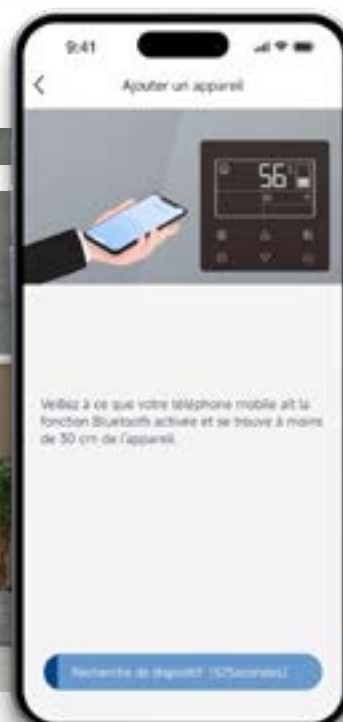 9:41
Ajouter un appareil
56
Veillez à ce que votre téléphone mobile ait la
fonction Bluetooth activée et se trouve à moins
de 30 cm de l'appareil.
Recherche de dispositif (57Secondes)